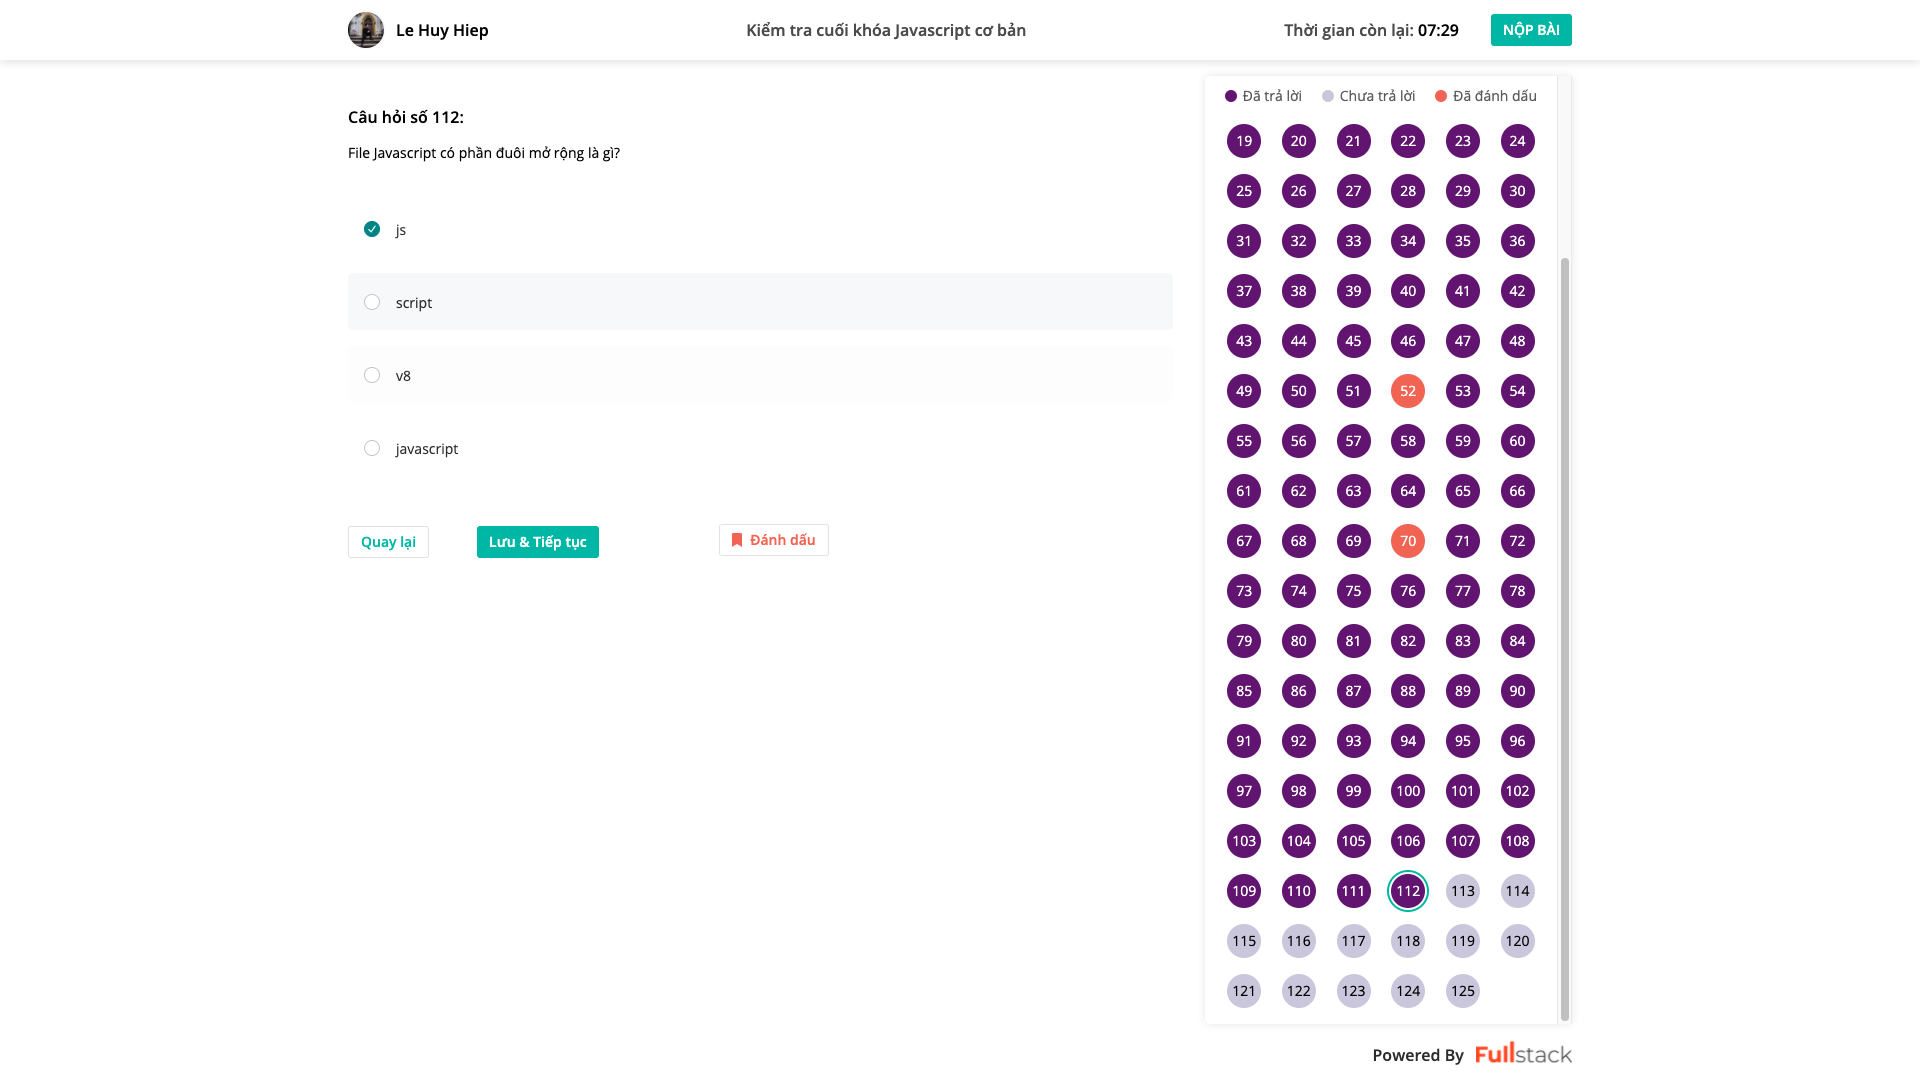 Le Huy Hiep
Kiểm tra cuối khóa Javascript cơ bản
Thời gian còn lại: 07:29
NỘP BÀI
Câu hỏi số 112:
File Javascript có phần đuôi mở rộng là gì?
js
script
v8
javascript
Quay lại
Lưu & Tiếp tục
Đánh dấu
Đã trả lời
Chưa trả lời
Đã đánh dấu
19 20 21 22 23 24
25 26 27 28 29 30
31 32 33 34 35 36
37 38 39 40 41 42
43 44 45 46 47 48
49 50 51 52 53 54
55 56 57 58 59 60
61 62 63 64 65 66
67 68 69 70 71 72
73 74 75 76 77 78
79 80 81 82 83 84
85 86 87 88 89 90
91 92 93 94 95 96
97 98 99 100 101 102
103 104 105 106 107 108
109 110 111 112 113 114
115 116 117 118 119 120
121 122 123 124 125
Powered By Fullstack